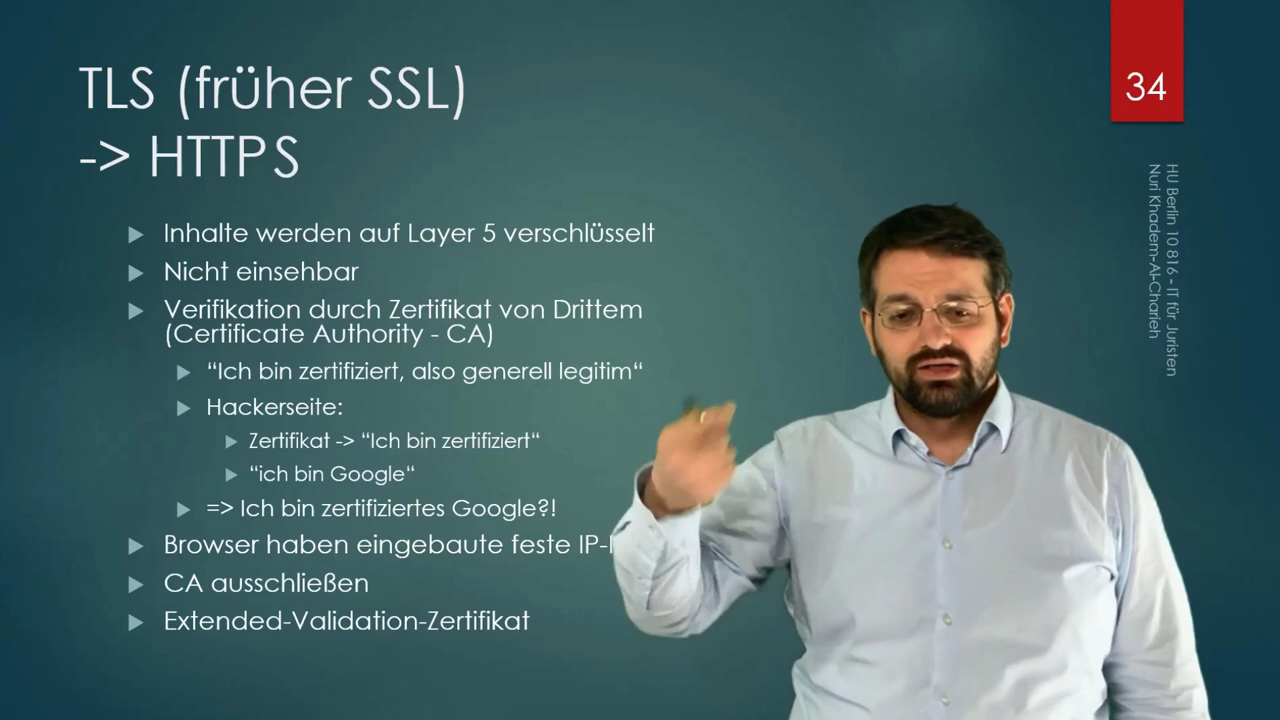 TLS (früher SSL)
-> HTTPS
34
Inhalte werden auf Layer 5 verschlüsselt
Nicht einsehbar
Verifikation durch Zertifikat von Drittem
(Certificate Authority - CA)
“Ich bin zertifiziert, also generell legitim“
Hackerseite:
Zertifikat -> “Ich bin zertifiziert“
“ich bin Google“
=> Ich bin zertifiziertes Google?!
Browser haben eingebaute feste
CA ausschließen
Extended-Validation-Zertifikat
HU Berlin 10 816 - IT für Juristen
Nuri Khadem-Al-Charieh